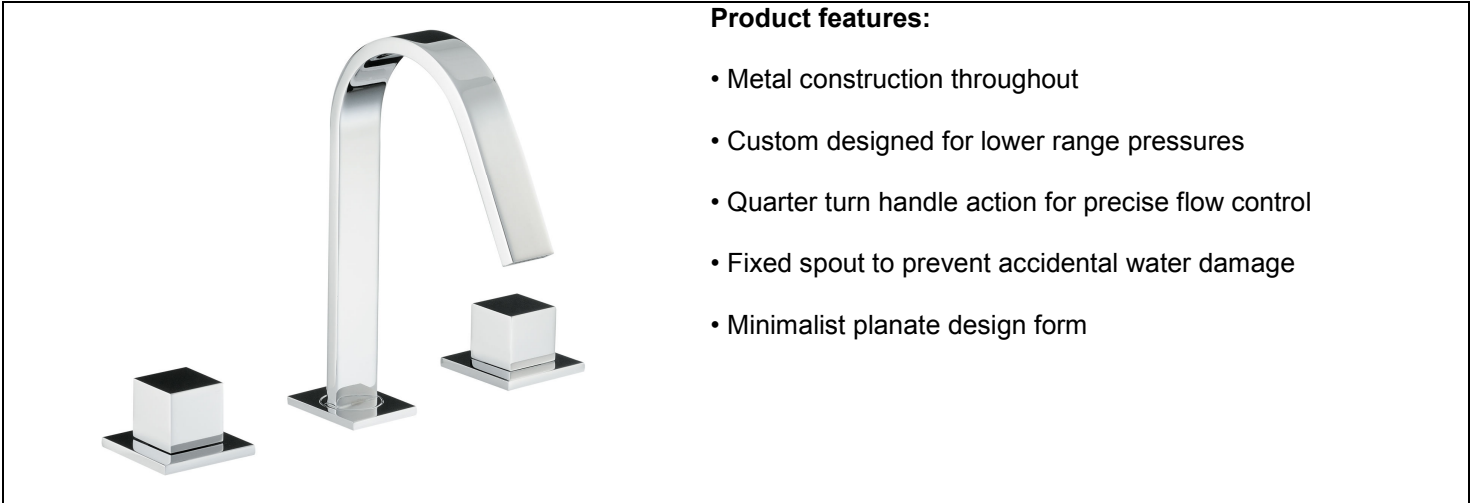 Product features:
• Metal construction throughout
• Custom designed for lower range pressures
• Quarter turn handle action for precise flow control
• Fixed spout to prevent accidental water damage
• Minimalist planate design form